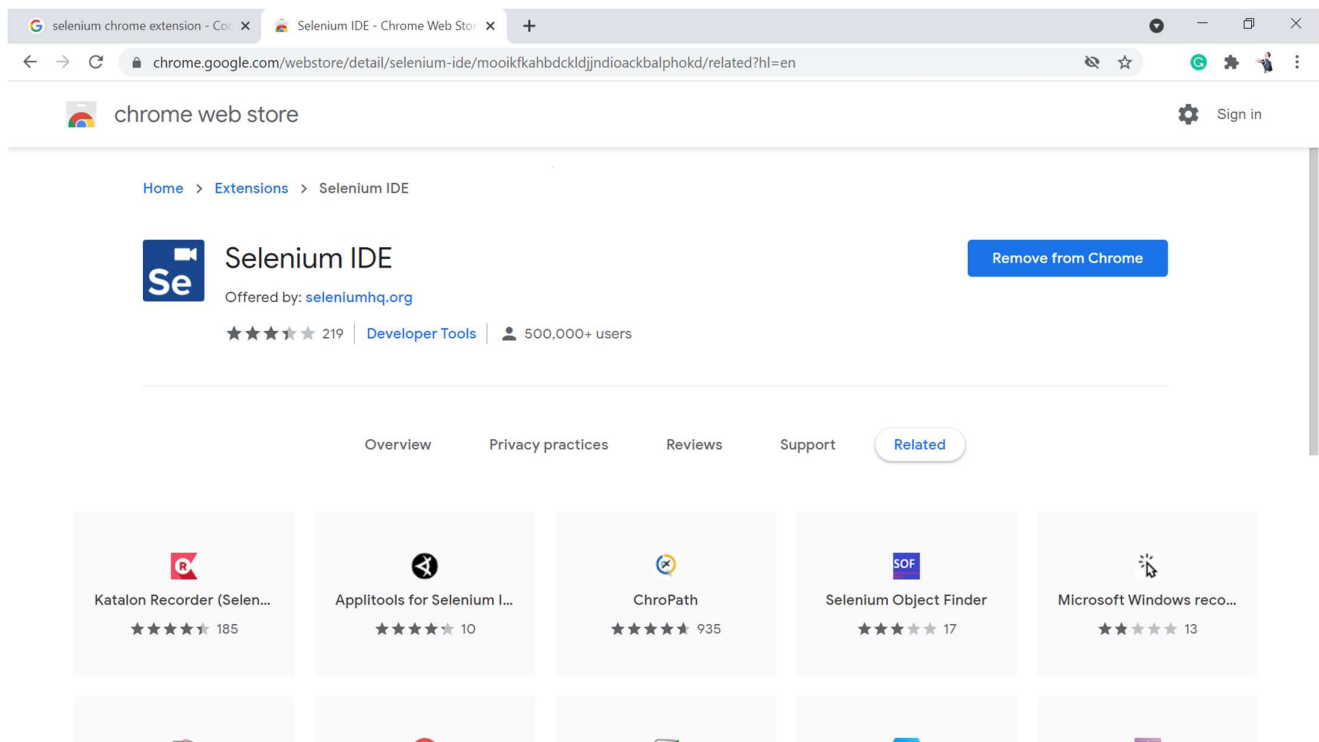 selenium chrome extension - Coo
Selenium IDE - Chrome Web Stor
chrome.google.com/webstore/detail/selenium-ide/mooikfkahbdckldjjndioackbalphokd/related?hl=en
chrome web store
Sign in
Home > Extensions > Selenium IDE
Se
Selenium IDE
Remove from Chrome
Offered by: seleniumhq.org
219 Developer Tools 500,000+ users
Overview Privacy practices Reviews Support Related
R SOF
Katalon Recorder (Selen... Applitools for Selenium I... ChroPath Selenium Object Finder Microsoft Windows reco...
185 10 935 17 13